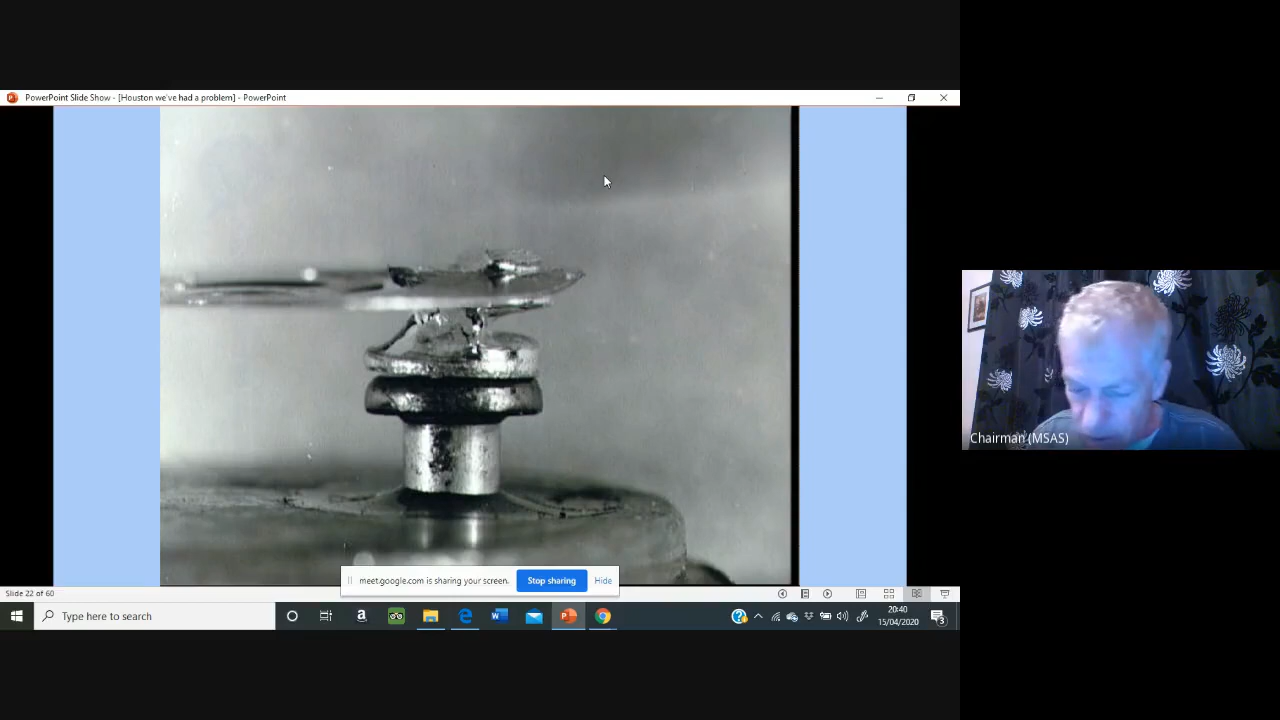 PowerPoint Slide Show - [Houston we've had a problem] - PowerPoint
Chairman (MSAS)
meet.google.com is sharing your screen.
Stop sharing
Hide
Slide 22 of 60
Type here to search
20:40
15/04/2020
3